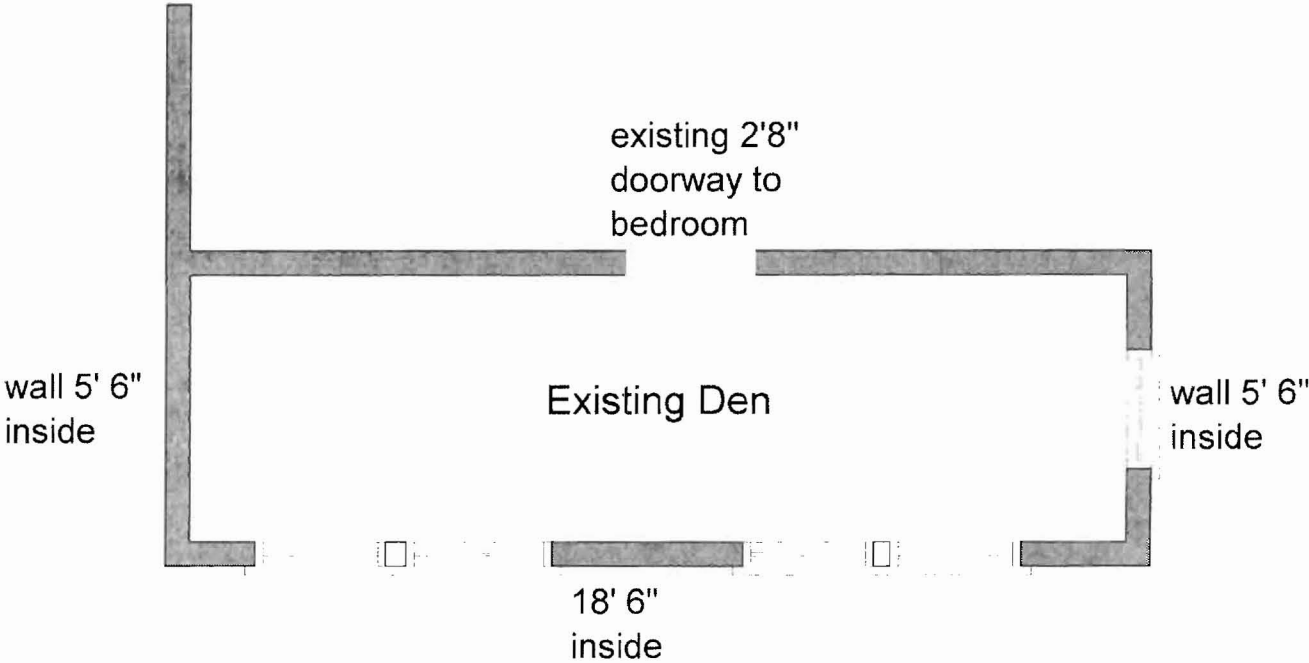 existing 2'8"
doorway to
bedroom
wall 5' 6"
inside
Existing Den
wall 5' 6"
inside
18' 6"
inside